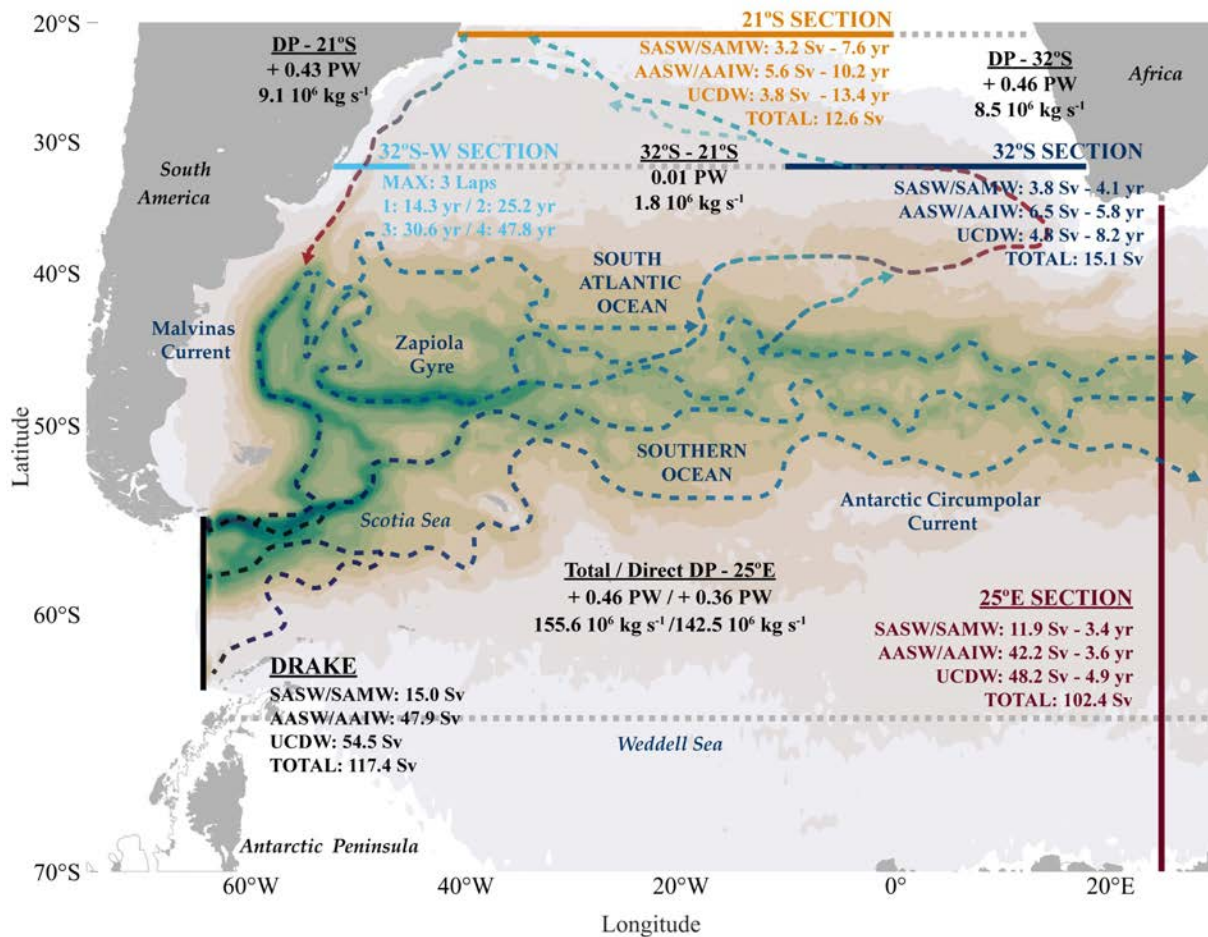 20°S
30°S
40°S
50°S
60°S
70°S
Latitude
DP - 21ºS
+ 0.43 PW
9.1 10⁶ kg s⁻¹
21ºS SECTION
SASW/SAMW: 3.2 Sv - 7.6 yr
AASW/AAIW: 5.6 Sv - 10.2 yr
UCDW: 3.8 Sv - 13.4 yr
TOTAL: 12.6 Sv
DP - 32ºS
+ 0.46 PW
8.5 10⁶ kg s⁻¹
Africa
South
America
32ºS-W SECTION
MAX: 3 Laps
1: 14.3 yr / 2: 25.2 yr
3: 30.6 yr / 4: 47.8 yr
32ºS - 21ºS
0.01 PW
1.8 10⁶ kg s⁻¹
32ºS SECTION
SASW/SAMW: 3.8 Sv - 4.1 yr
AASW/AAIW: 6.5 Sv - 5.8 yr
UCDW: 4.8 Sv - 8.2 yr
TOTAL: 15.1 Sv
SOUTH
ATLANTIC
OCEAN
Malvinas
Current
Zapiola
Gyre
SOUTHERN
OCEAN
Antarctic Circumpolar
Current
Scotia Sea
Total / Direct DP - 25ºE
+ 0.46 PW / + 0.36 PW
155.6 10⁶ kg s⁻¹ /142.5 10⁶ kg s⁻¹
25ºE SECTION
SASW/SAMW: 11.9 Sv - 3.4 yr
AASW/AAIW: 42.2 Sv - 3.6 yr
UCDW: 48.2 Sv - 4.9 yr
TOTAL: 102.4 Sv
DRAKE
SASW/SAMW: 15.0 Sv
AASW/AAIW: 47.9 Sv
UCDW: 54.5 Sv
TOTAL: 117.4 Sv
Weddell Sea
Antarctic Peninsula
60°W
40°W
20°W
0°
20°E
Longitude